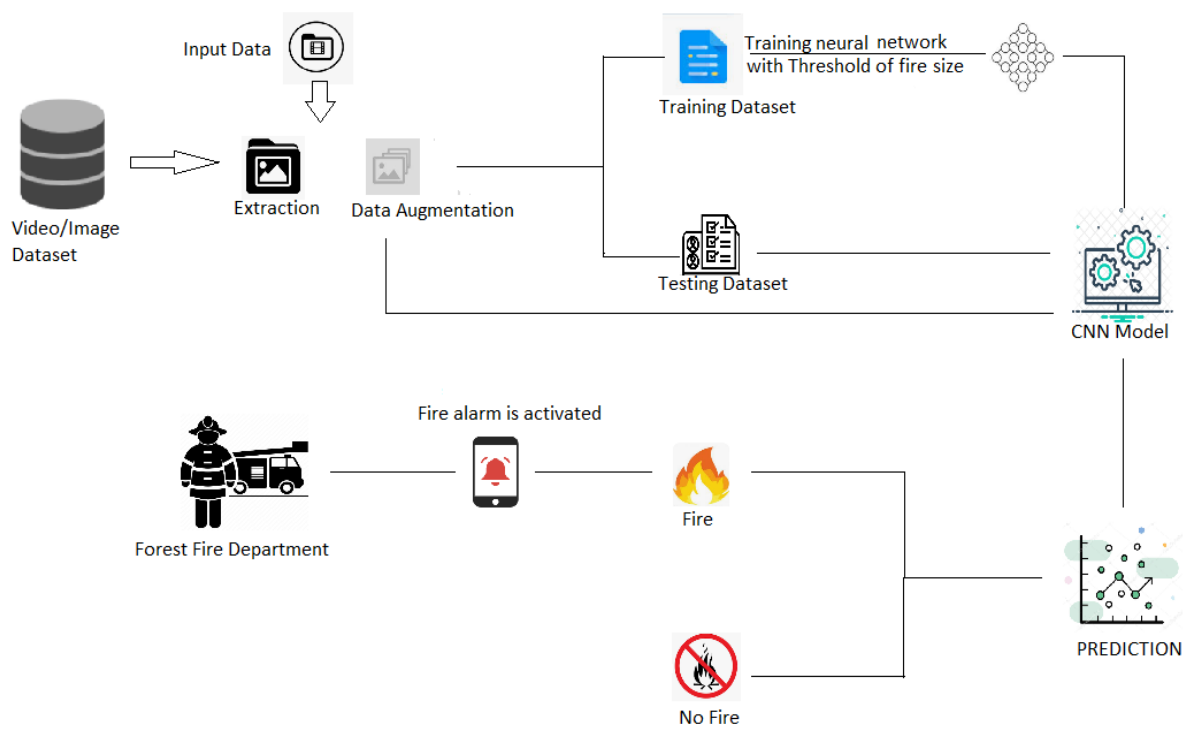 Input Data
Training neural network
with Threshold of fire size
Training Dataset
Extraction
Data Augmentation
Video/Image
Dataset
Testing Dataset
CNN Model
Fire alarm is activated
Fire
Forest Fire Department
PREDICTION
No Fire